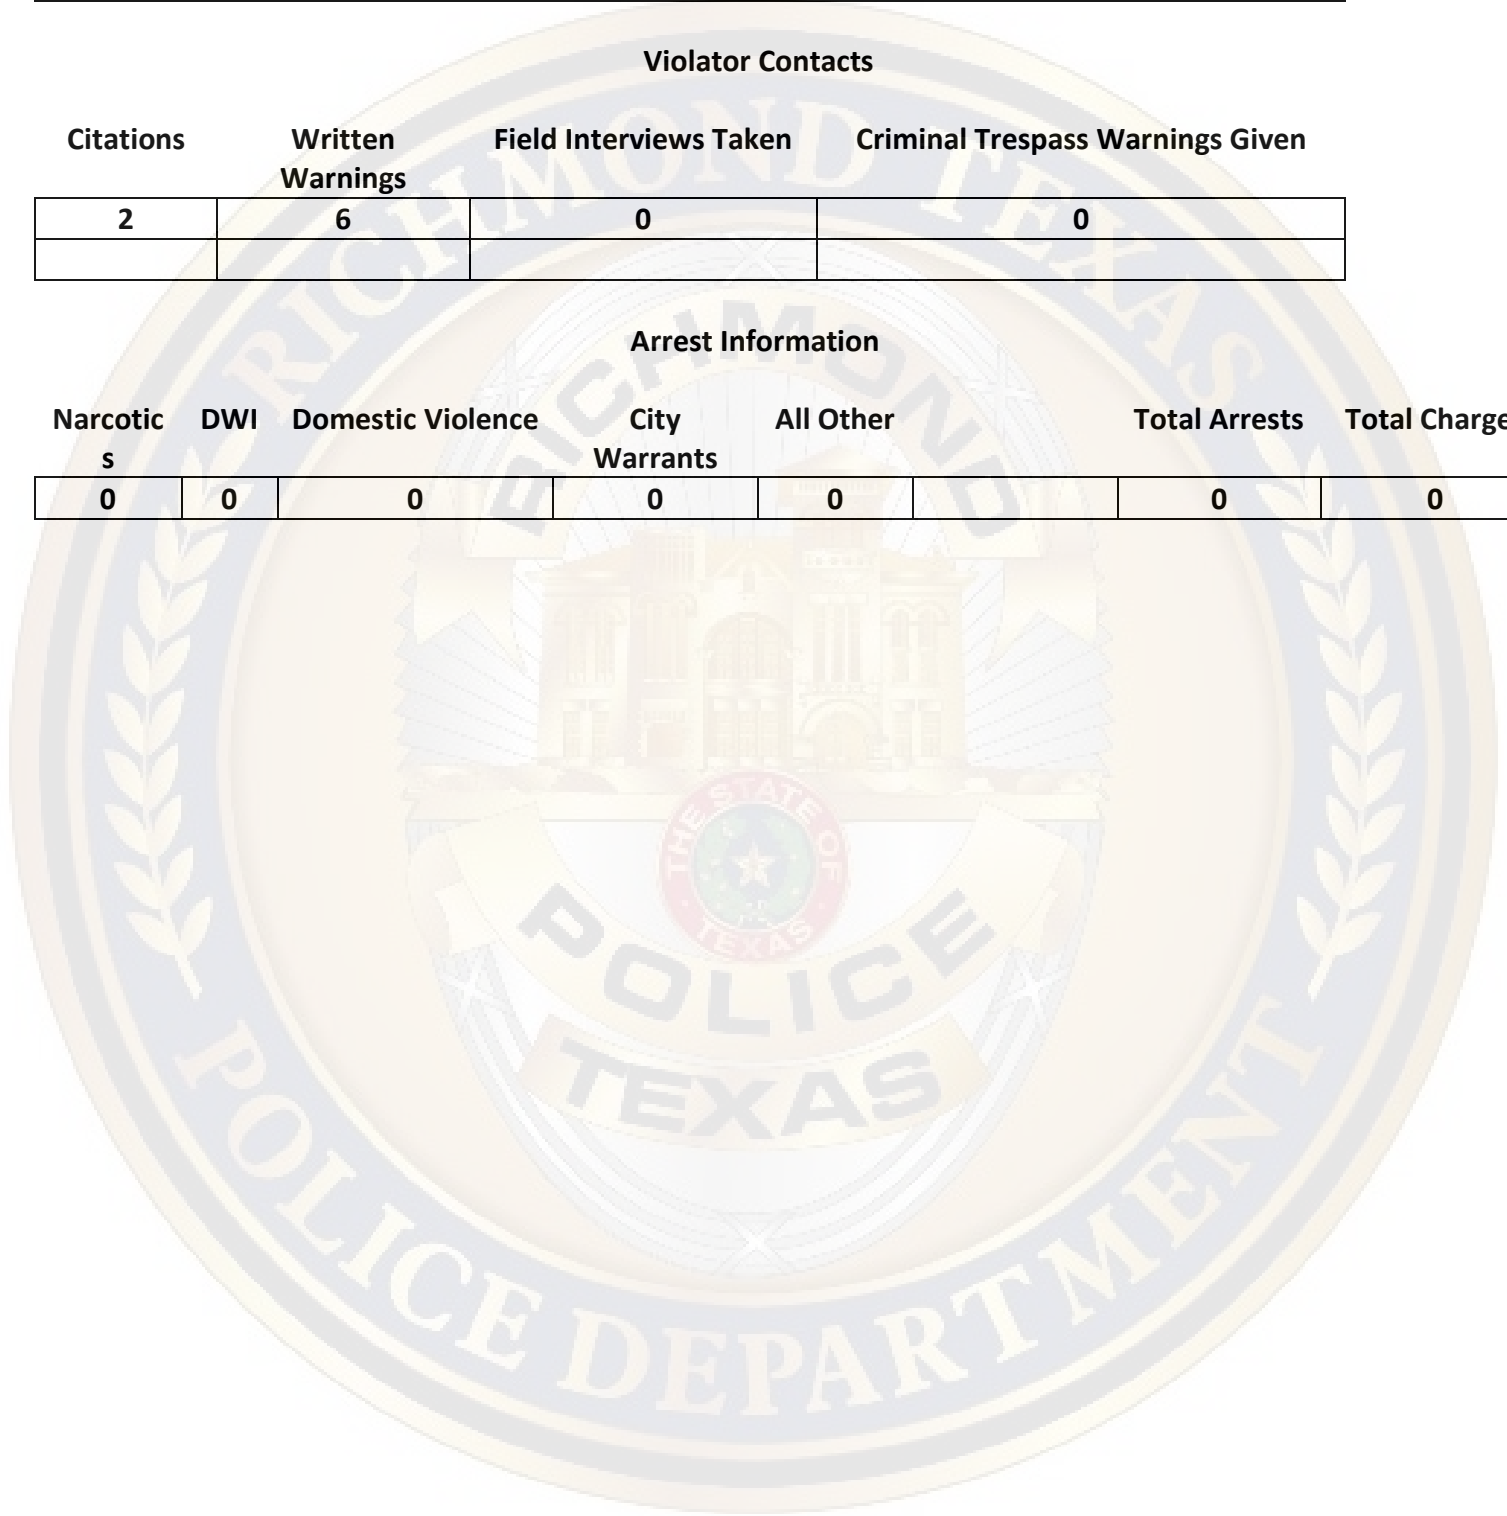 Violator Contacts
Citations Written Field Interviews Taken Criminal Trespass Warnings Given
Warnings
2 6 0 0
Arrest Information
Narcotic DWI Domestic Violence City All Other Total Arrests Total Charge
s Warrants
0 0 0 0 0 0 0
RICHMOND TEXAS
RICHMOND
THE STATE OF
TEXAS
POLICE
TEXAS
POLICE DEPARTMENT